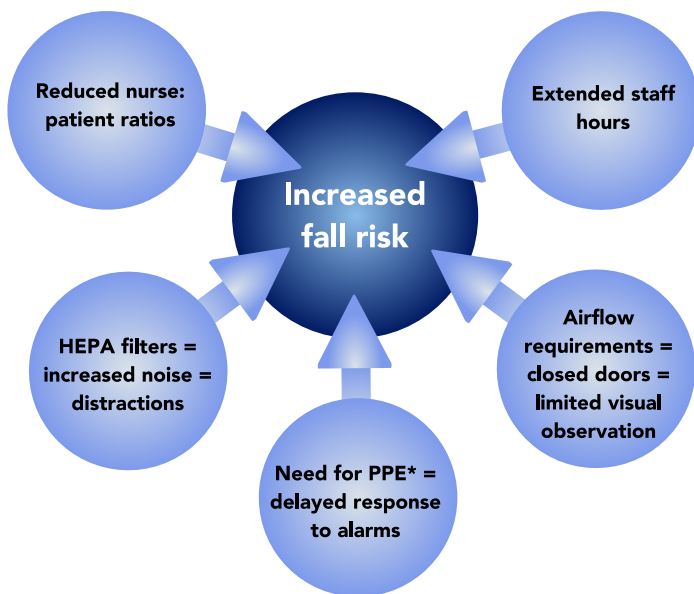 Reduced nurse:
patient ratios
Extended staff
hours
Increased
fall risk
HEPA filters =
increased noise =
distractions
Airflow
requirements =
closed doors =
limited visual
observation
Need for PPE* =
delayed response
to alarms